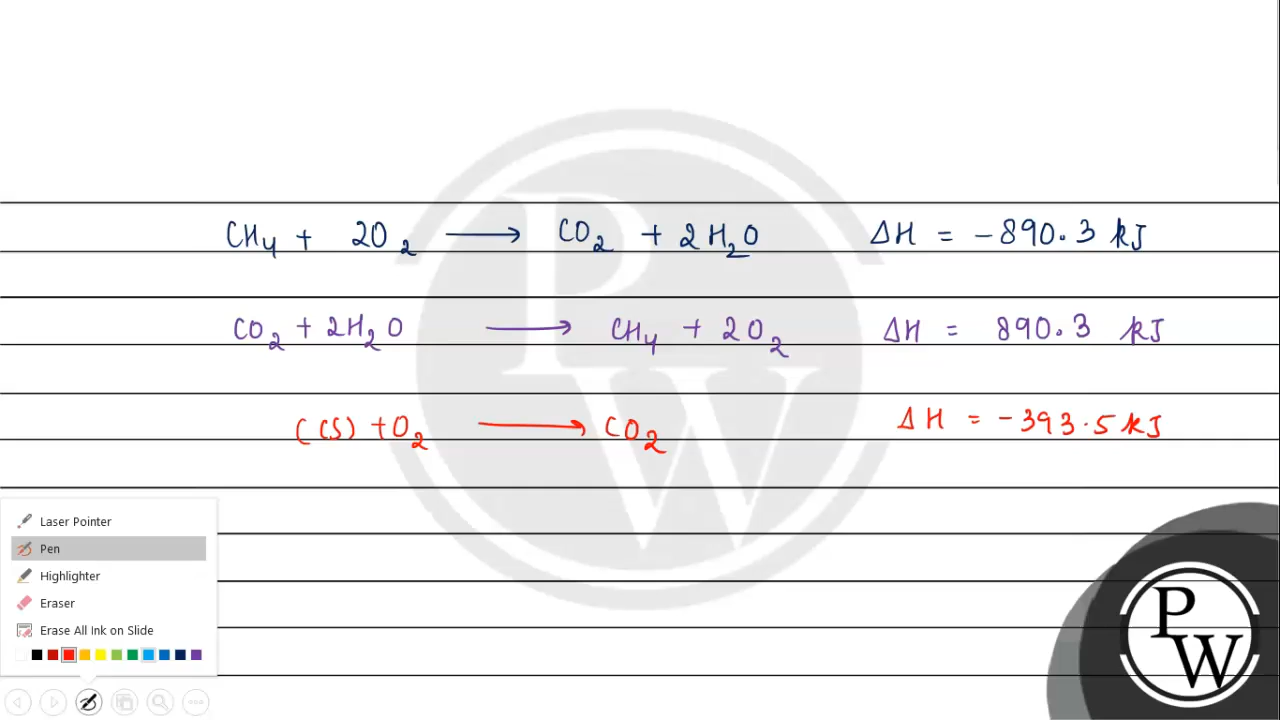 CH₄ + 2O₂ ⟶ CO₂ + 2H₂O ΔH = -890.3 kJ
CO₂ + 2H₂O ⟶ CH₄ + 2O₂ ΔH = 890.3 kJ
C(S) + O₂ ⟶ CO₂ ΔH = -393.5 kJ
Laser Pointer
Pen
Highlighter
Eraser
Erase All Ink on Slide
P
W
P
W